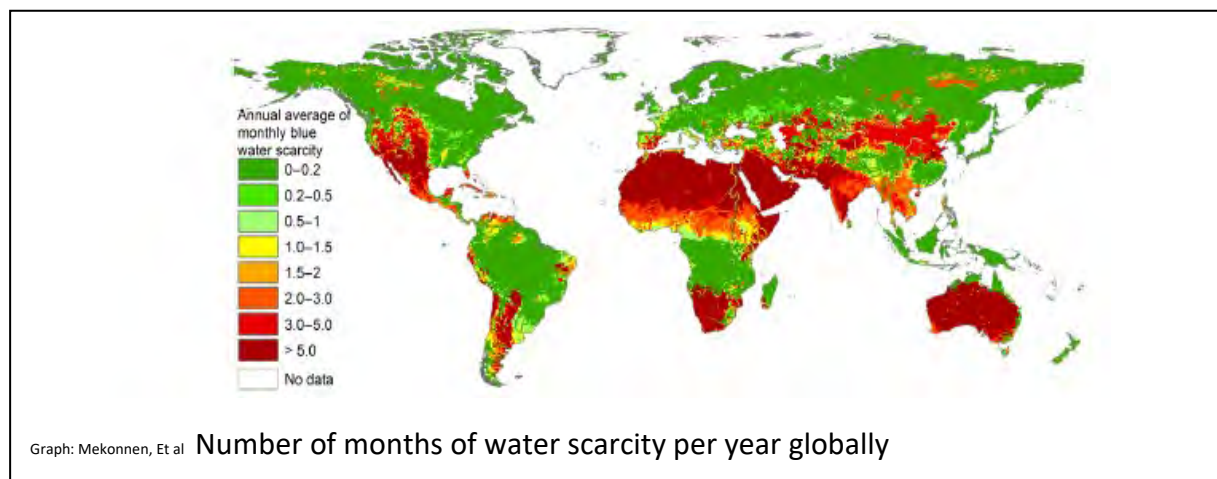 Annual average of
monthly blue
water scarcity
0–0.2
0.2–0.5
0.5–1
1.0–1.5
1.5–2
2.0–3.0
3.0–5.0
> 5.0
No data
Graph: Mekonnen, Et al Number of months of water scarcity per year globally